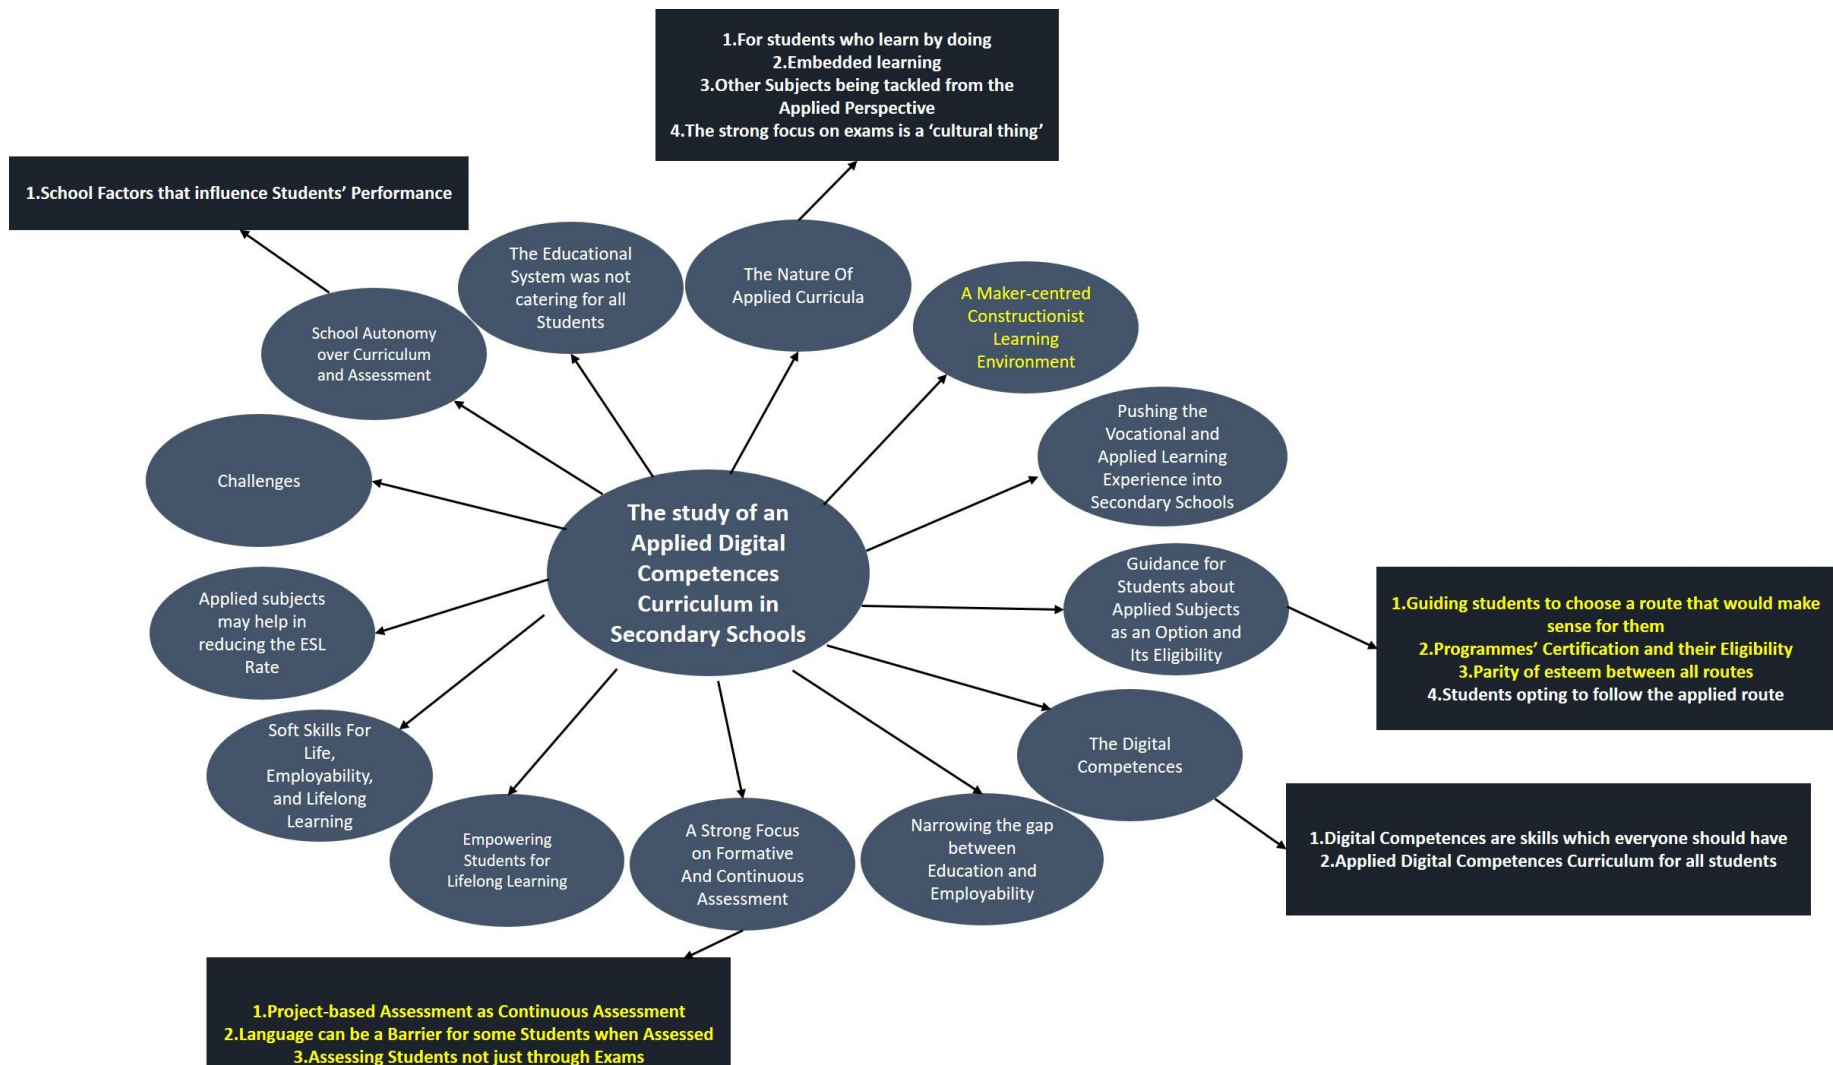 1.For students who learn by doing
2.Embedded learning
3.Other Subjects being tackled from the
Applied Perspective
4.The strong focus on exams is a ‘cultural thing’
1.School Factors that influence Students’ Performance
The Educational
System was not
catering for all
Students
The Nature Of
Applied Curricula
A Maker-centred
Constructionist
Learning
Environment
School Autonomy
over Curriculum
and Assessment
Pushing the
Vocational and
Applied Learning
Experience into
Secondary Schools
Challenges
The study of an
Applied Digital
Competences
Curriculum in
Secondary Schools
Guidance for
Students about
Applied Subjects
as an Option and
Its Eligibility
1.Guiding students to choose a route that would make
sense for them
2.Programmes’ Certification and their Eligibility
3.Parity of esteem between all routes
4.Students opting to follow the applied route
Applied subjects
may help in
reducing the ESL
Rate
The Digital
Competences
Soft Skills For
Life,
Employability,
and Lifelong
Learning
1.Digital Competences are skills which everyone should have
2.Applied Digital Competences Curriculum for all students
Empowering
Students for
Lifelong Learning
A Strong Focus
on Formative
And Continuous
Assessment
Narrowing the gap
between
Education and
Employability
1.Project-based Assessment as Continuous Assessment
2.Language can be a Barrier for some Students when Assessed
3.Assessing Students not just through Exams